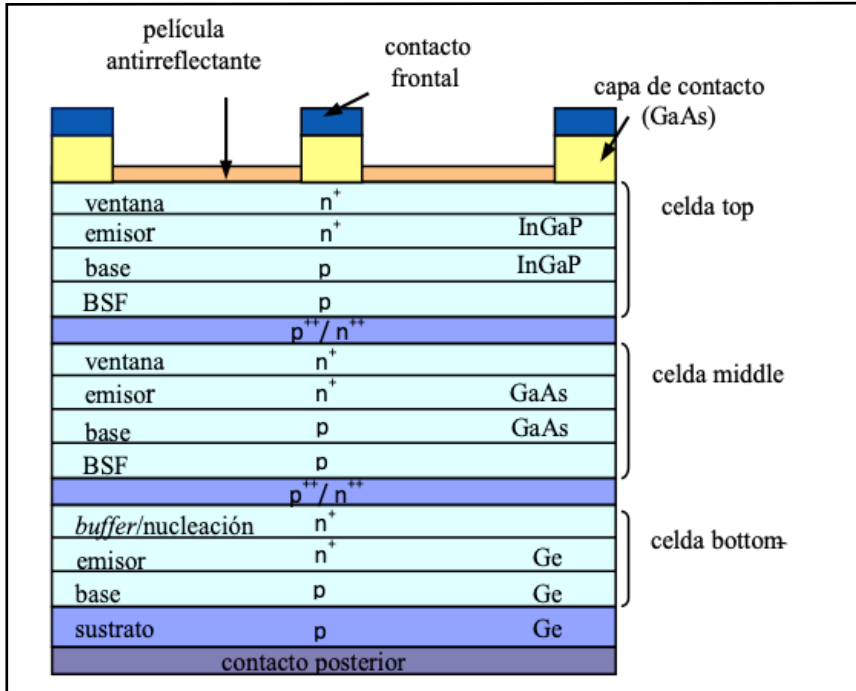 película
antirreflectante
contacto
frontal
capa de contacto
(GaAs)
ventana n⁺
emisor n⁺ InGaP
base p InGaP
BSF p
celda top
p⁺⁺/ n⁺⁺
ventana n⁺
emisor n⁺ GaAs
base p GaAs
BSF p
celda middle
p⁺⁺/ n⁺⁺
buffer/nucleación n⁺
emisor n⁺ Ge
base p Ge
celda bottom
sustrato p Ge
contacto posterior